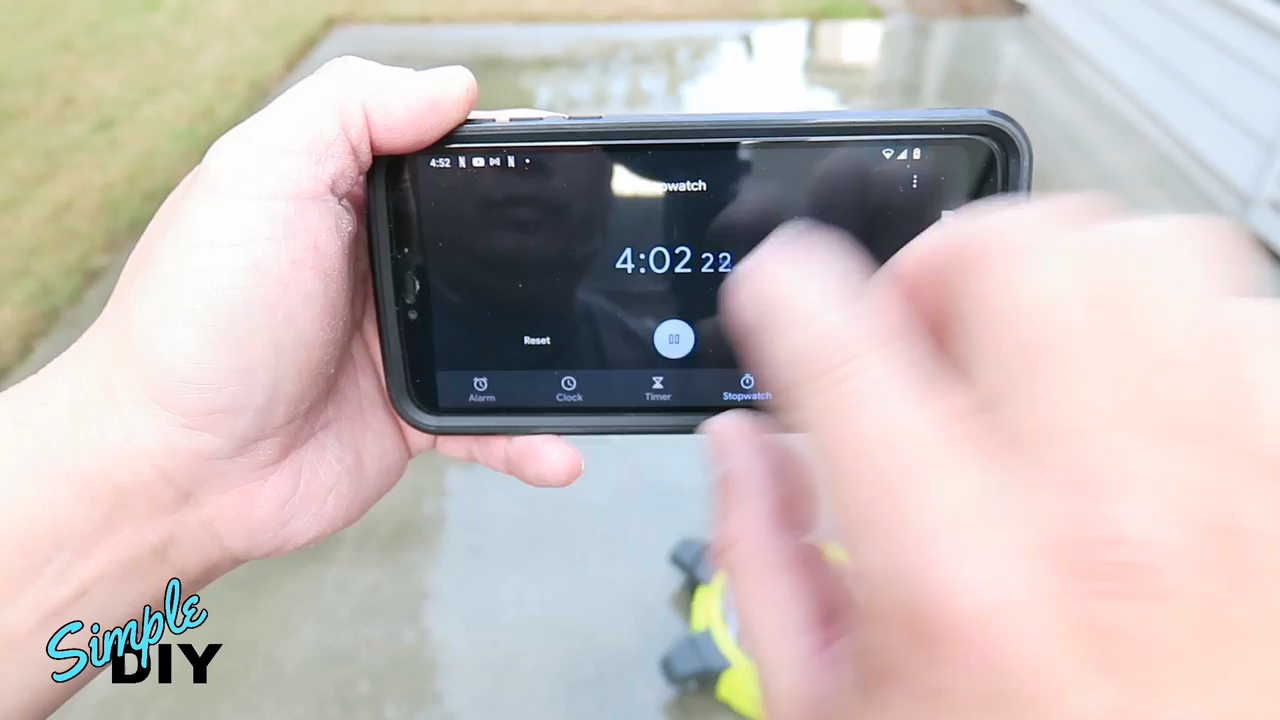 4:52
Stopwatch
4:02 22
Reset
Alarm
Clock
Timer
Stopwatch
Simple
DIY